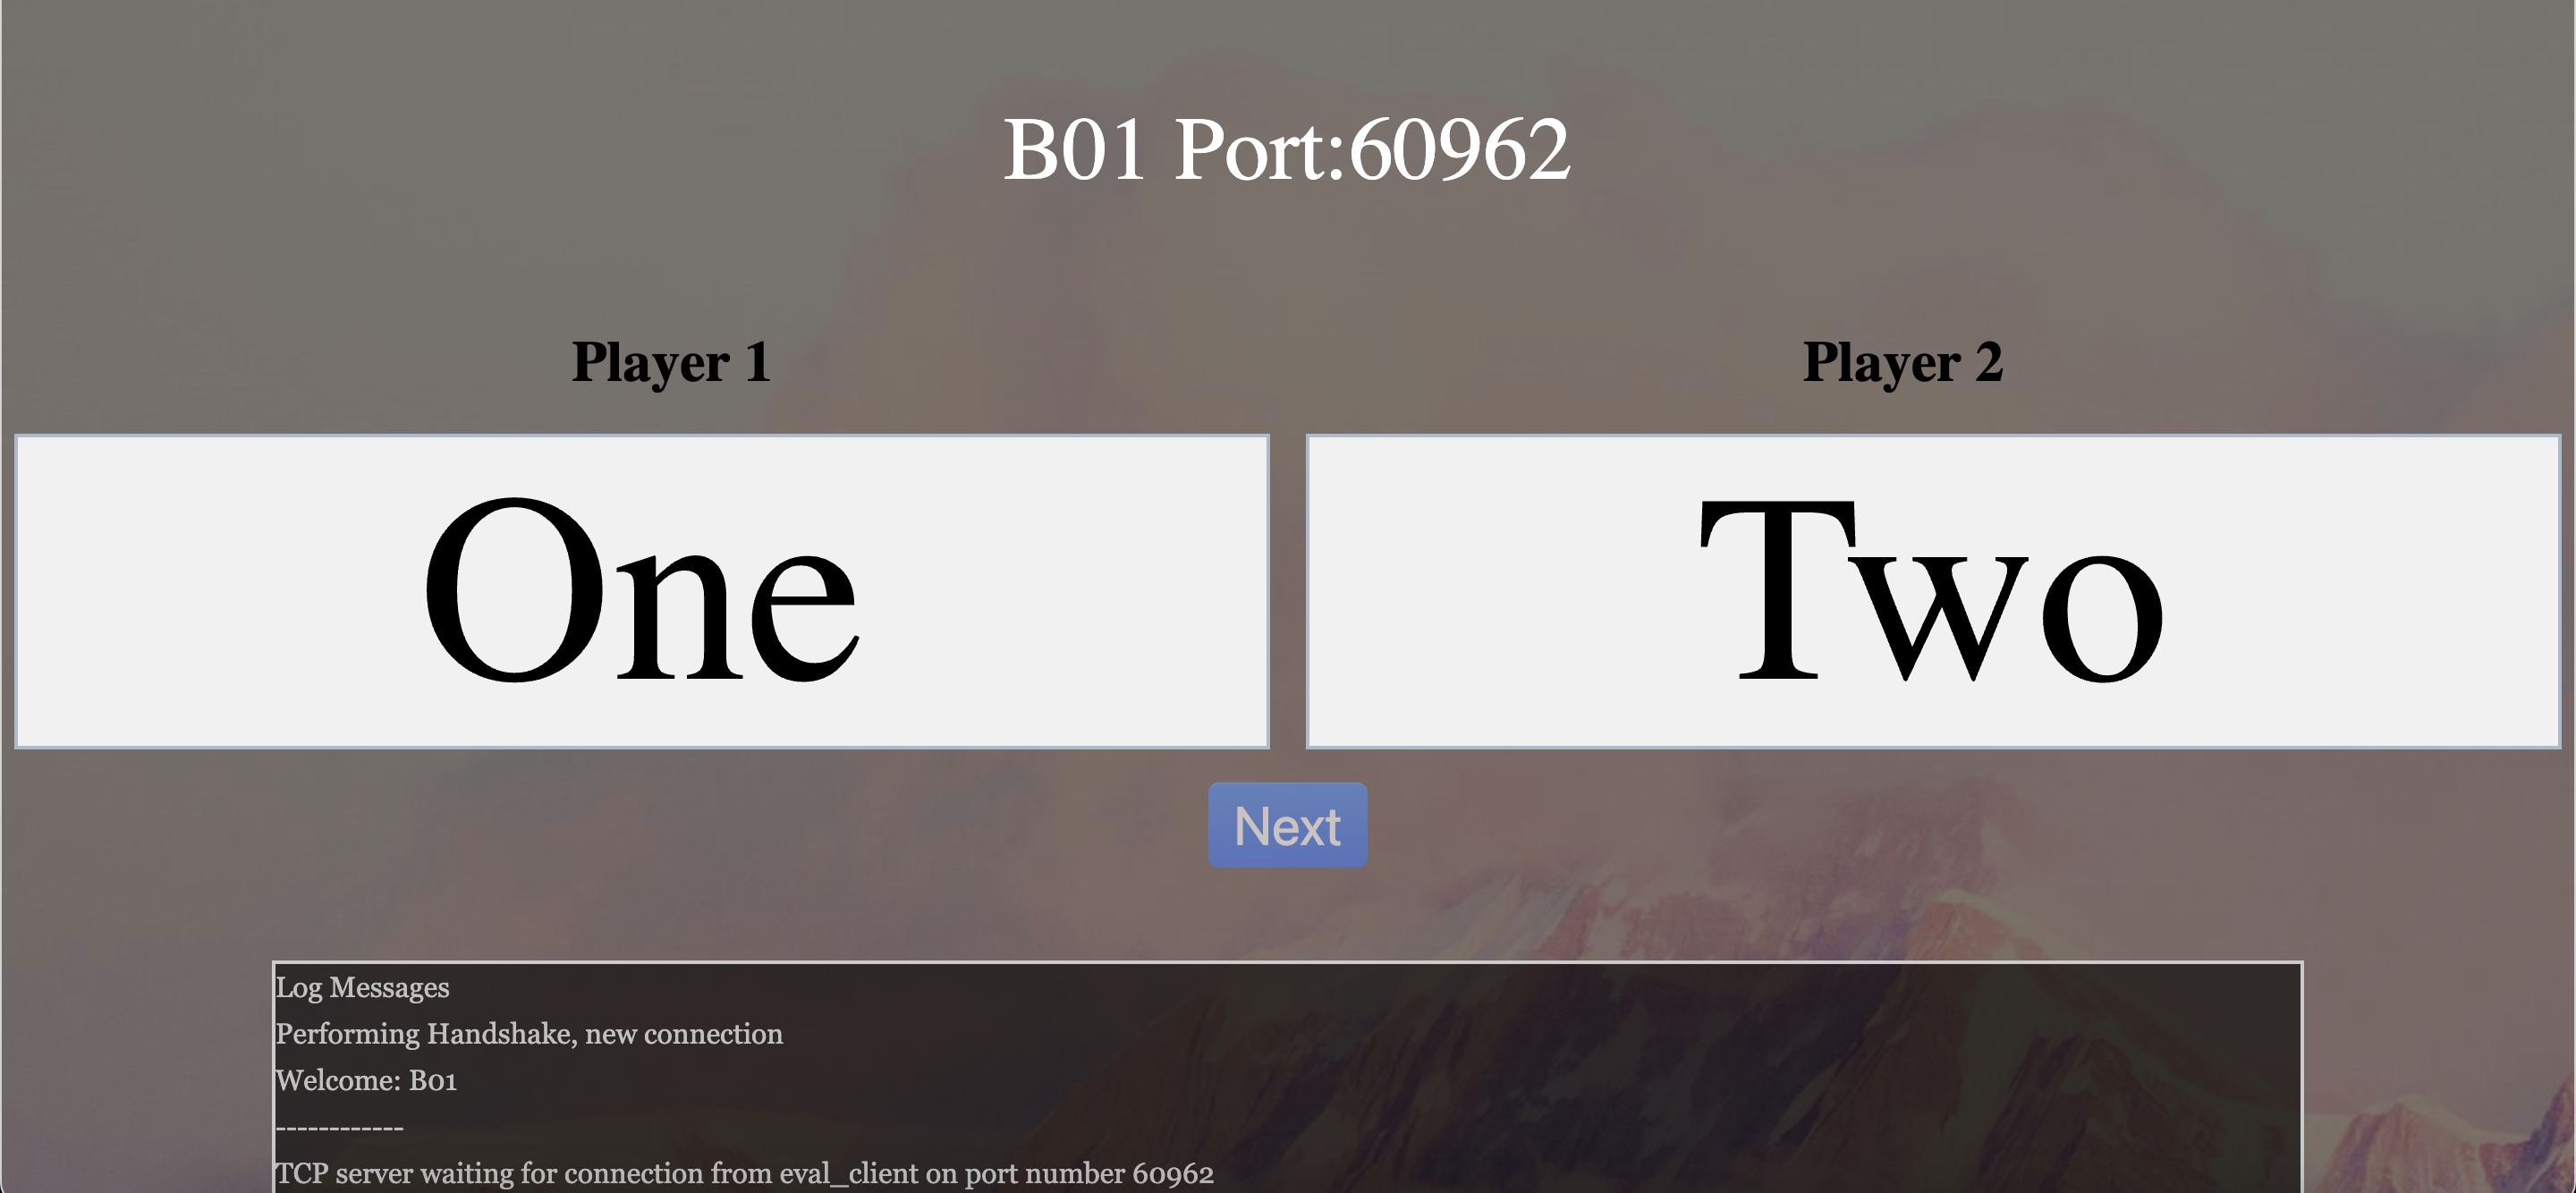 B01 Port:60962
Player 1
Player 2
One
Two
Next
Log Messages
Performing Handshake, new connection
Welcome: B01
------------
TCP server waiting for connection from eval_client on port number 60962